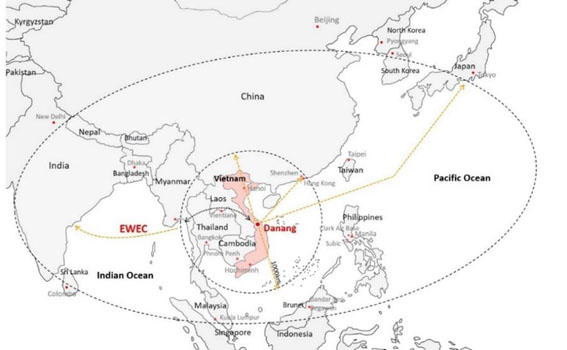 Kyrgyzstan
Beijing
North Korea
Pyongyang
Seoul
South Korea
Japan
Tokyo
Pakistan
China
New Delhi
Nepal
Bhutan
Dhaka
Bangladesh
India
Myanmar
Vietnam
Hanoi
Shenzhen
Hong Kong
Taipei
Taiwan
Pacific Ocean
Laos
Vientiane
EWEC
Thailand
Bangkok
Danang
Cambodia
Phnom Penh
Hochiminh
Philippines
Clark Air Base
Manila
Subic
Indian Ocean
Sri Lanka
Colombo
Malaysia
Kuala Lumpur
Singapore
Brunei
Bandar Seri
Begawan
Indonesia